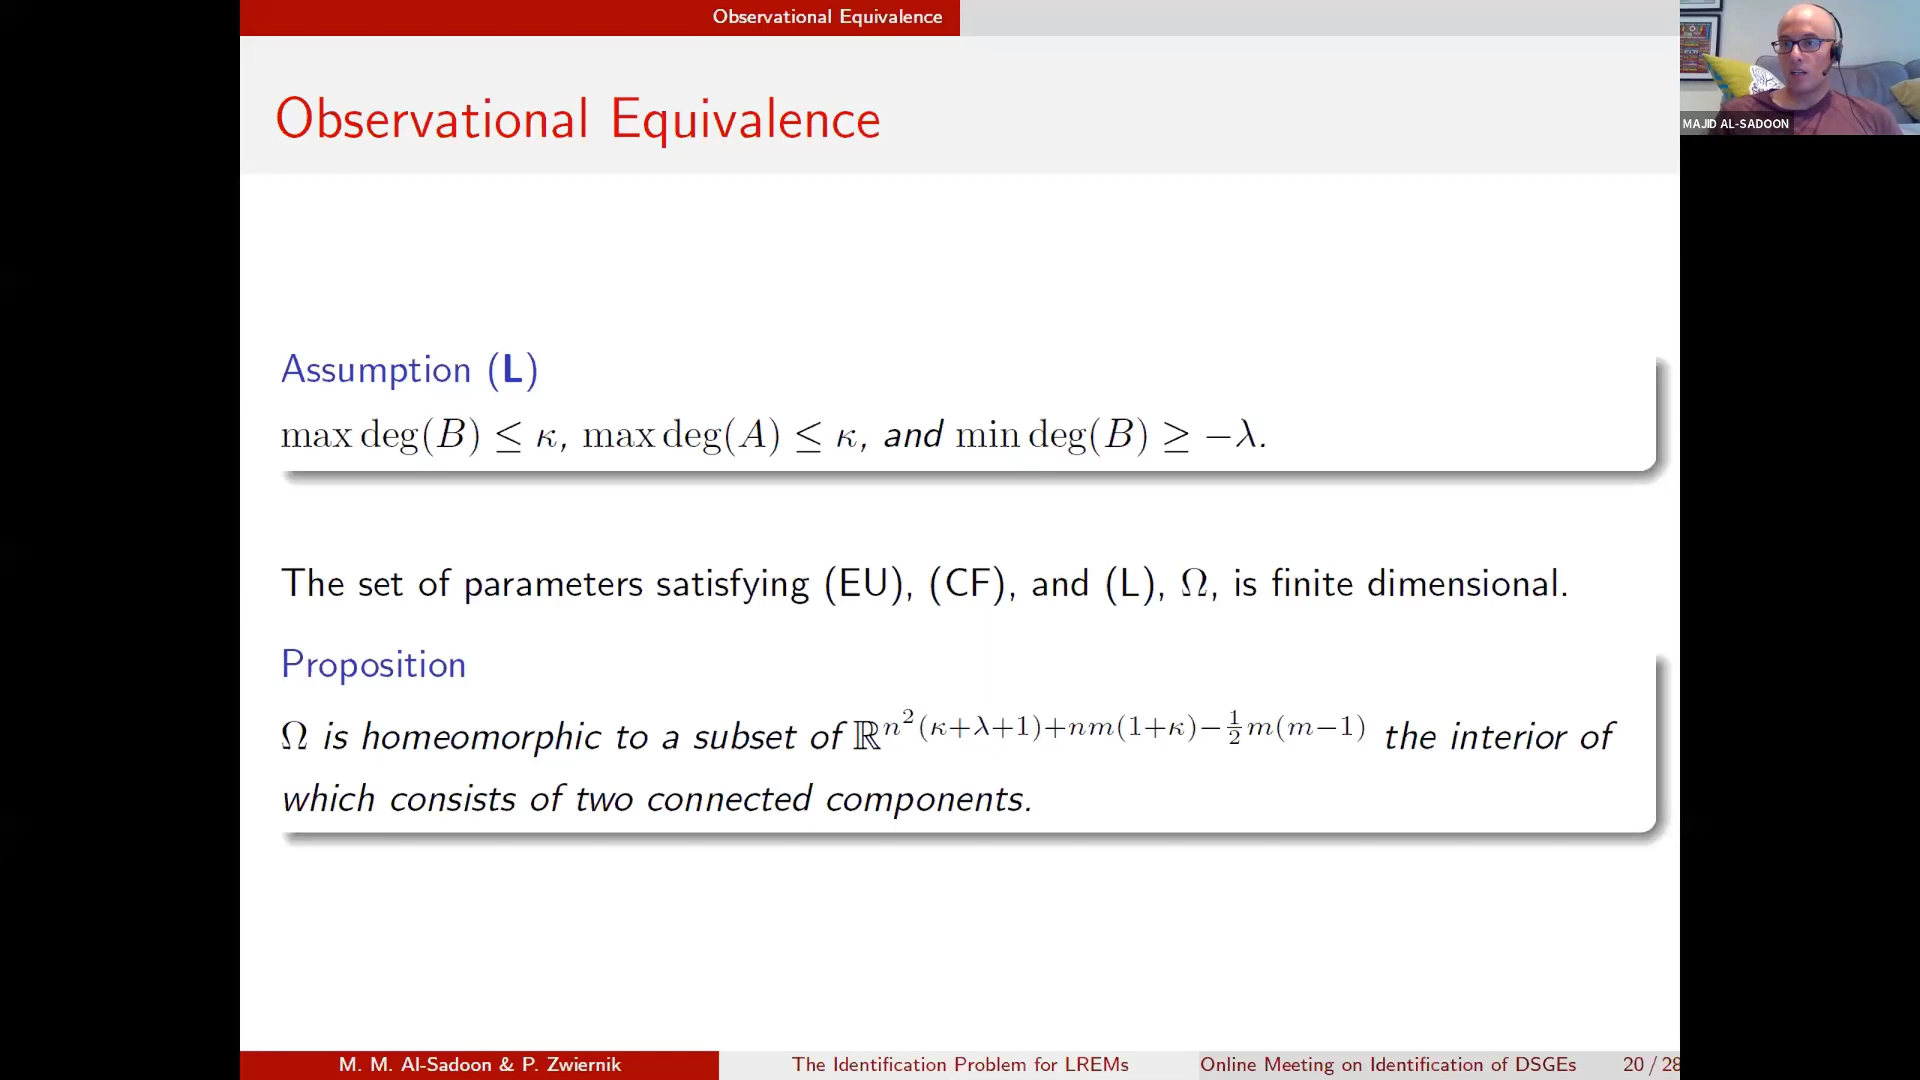 Observational Equivalence
MAJID AL-SADOON
Observational Equivalence
Assumption (L)
max deg(B) ≤ κ, max deg(A) ≤ κ, and min deg(B) ≥ −λ.
The set of parameters satisfying (EU), (CF), and (L), Ω, is finite dimensional.
Proposition
Ω is homeomorphic to a subset of ℝ^{n²(κ+λ+1)+nm(1+κ)−½m(m−1)} the interior of
which consists of two connected components.
M. M. Al-Sadoon & P. Zwiernik The Identification Problem for LREMs Online Meeting on Identification of DSGEs 20 / 28